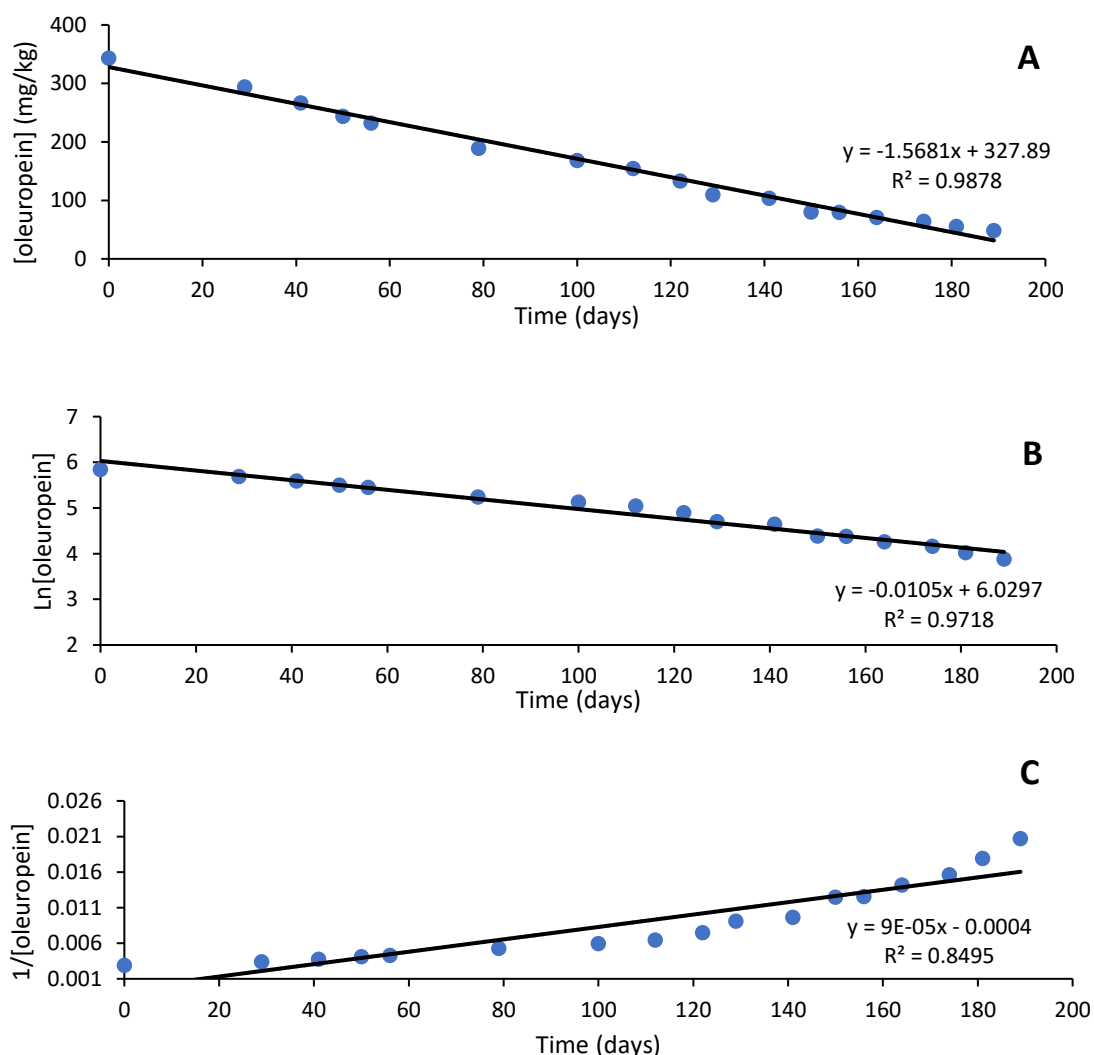 A
[oleuropein] (mg/kg)
400
300
200
100
0
y = -1.5681x + 327.89
R² = 0.9878
0 20 40 60 80 100 120 140 160 180 200
Time (days)
B
Ln[oleuropein]
7
6
5
4
3
2
y = -0.0105x + 6.0297
R² = 0.9718
0 20 40 60 80 100 120 140 160 180 200
Time (days)
C
1/[oleuropein]
0.026
0.021
0.016
0.011
0.006
0.001
y = 9E-05x - 0.0004
R² = 0.8495
0 20 40 60 80 100 120 140 160 180 200
Time (days)